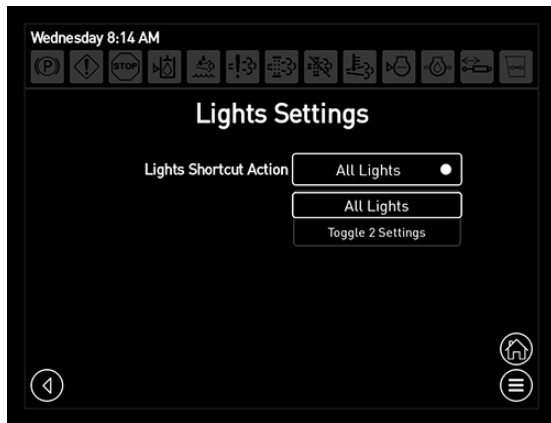 Wednesday 8:14 AM
(P)
STOP
Lights Settings
Lights Shortcut Action All Lights
All Lights
Toggle 2 Settings